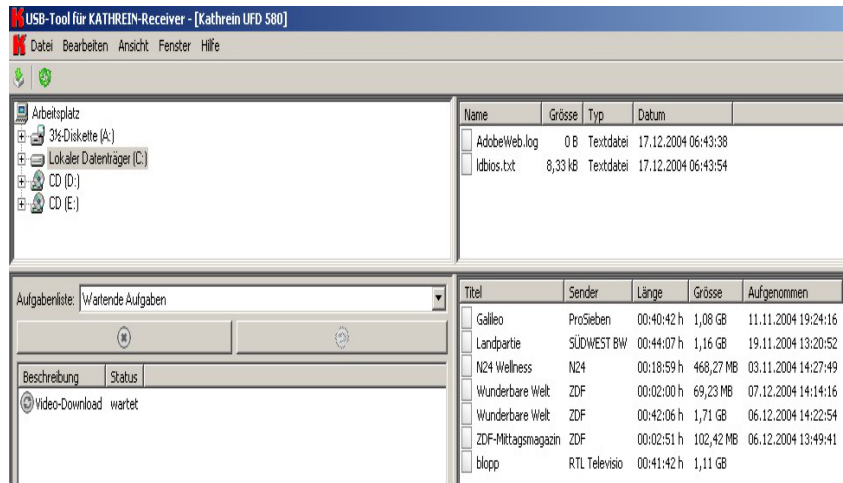 USB-Tool für KATHREIN-Receiver - [Kathrein UFD 580]
Datei Bearbeiten Ansicht Fenster Hilfe
Arbeitsplatz
3½-Diskette (A:)
Lokaler Datenträger (C:)
CD (D:)
CD (E:)
Name Grösse Typ Datum
AdobeWeb.log 0 B Textdatei 17.12.2004 06:43:38
ldbios.txt 8,33 kB Textdatei 17.12.2004 06:43:54
Aufgabenliste: Wartende Aufgaben
Beschreibung Status
Video-Download wartet
Titel Sender Länge Grösse Aufgenommen
Galileo ProSieben 00:40:42 h 1,08 GB 11.11.2004 19:24:16
Landpartie SÜDWEST BW 00:44:07 h 1,16 GB 19.11.2004 13:20:52
N24 Wellness N24 00:18:59 h 468,27 MB 03.11.2004 14:27:49
Wunderbare Welt ZDF 00:02:00 h 69,23 MB 07.12.2004 14:14:16
Wunderbare Welt ZDF 00:42:06 h 1,71 GB 06.12.2004 14:22:54
ZDF-Mittagsmagazin ZDF 00:02:51 h 102,42 MB 06.12.2004 13:49:41
blopp RTL Televisio 00:41:42 h 1,11 GB